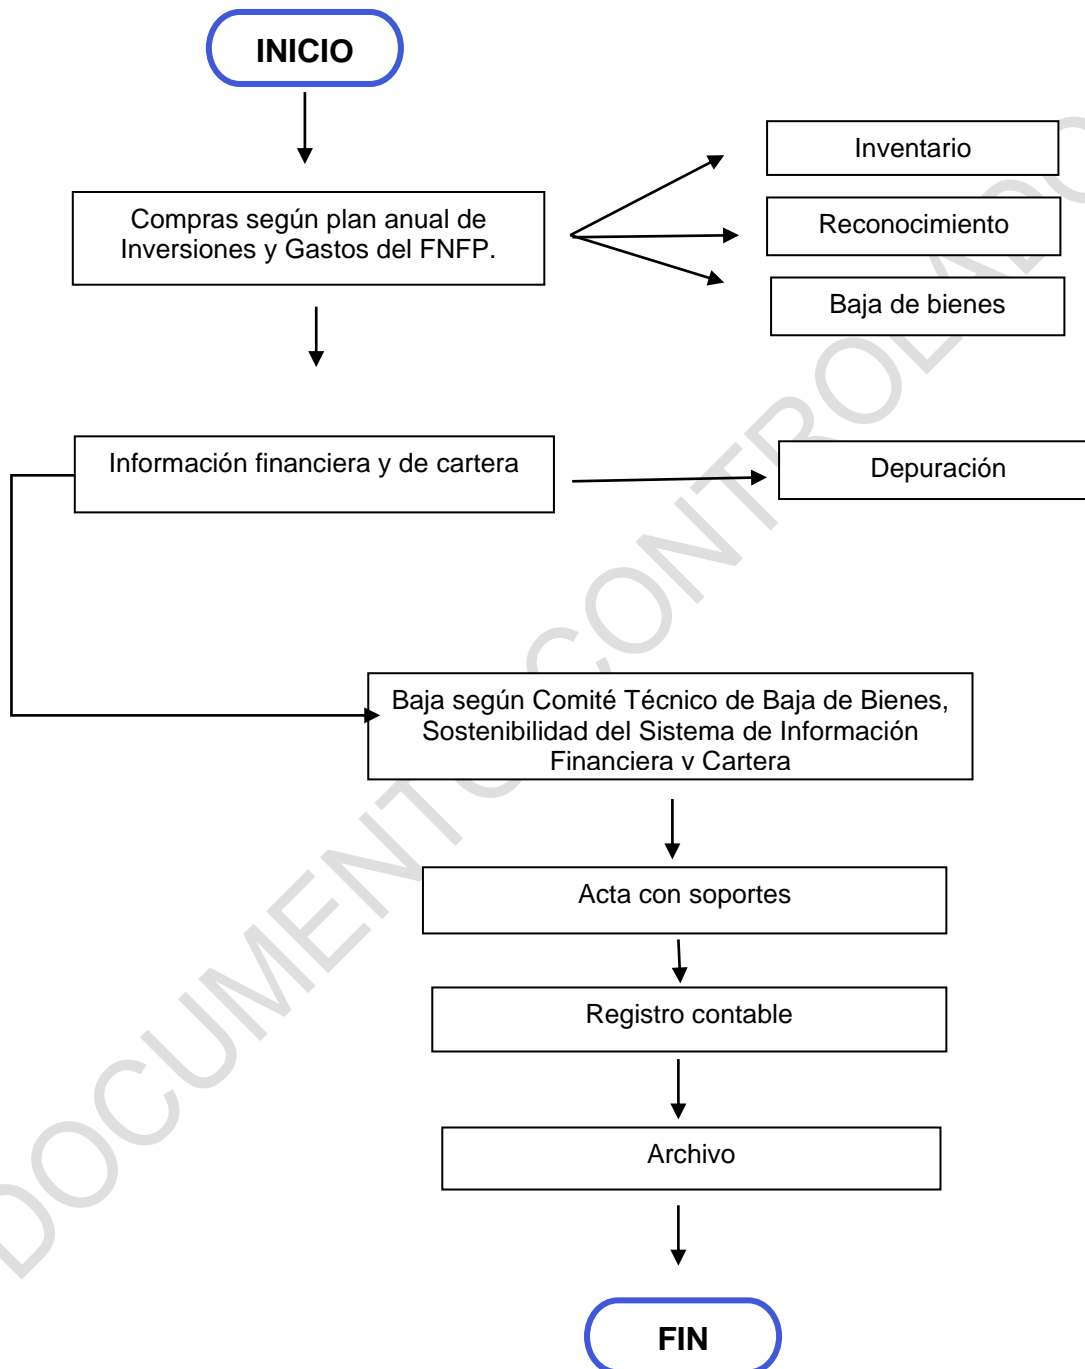 INICIO
Compras según plan anual de
Inversiones y Gastos del FNFP.
Inventario
Reconocimiento
Baja de bienes
Información financiera y de cartera
Depuración
Baja según Comité Técnico de Baja de Bienes,
Sostenibilidad del Sistema de Información
Financiera y Cartera
Acta con soportes
Registro contable
Archivo
FIN
DOCUMENTO CONTROLADO